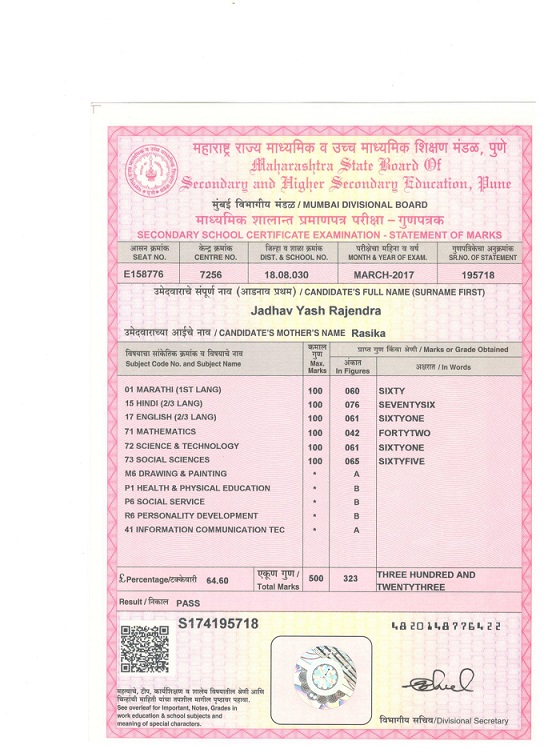 महाराष्ट्र राज्य माध्यमिक व उच्च माध्यमिक शिक्षण मंडळ, पुणे
Maharashtra State Board Of
Secondary and Higher Secondary Education, Pune
मुंबई विभागीय मंडळ / MUMBAI DIVISIONAL BOARD
माध्यमिक शालान्त प्रमाणपत्र परीक्षा – गुणपत्रक
SECONDARY SCHOOL CERTIFICATE EXAMINATION - STATEMENT OF MARKS
आसन क्रमांक केन्द्र क्रमांक जिल्हा व शाळा क्रमांक परीक्षेचा महिना व वर्ष गुणपत्रिकेचा अनुक्रमांक
SEAT NO. CENTRE NO. DIST. & SCHOOL NO. MONTH & YEAR OF EXAM. SR.NO. OF STATEMENT
E158776 7256 18.08.030 MARCH-2017 195718
उमेदवाराचे संपूर्ण नाव (आडनाव प्रथम) / CANDIDATE'S FULL NAME (SURNAME FIRST)
Jadhav Yash Rajendra
उमेदवाराच्या आईचे नाव / CANDIDATE'S MOTHER'S NAME Rasika
विषयाचा सांकेतिक क्रमांक व विषयाचे नाव
Subject Code No. and Subject Name
कमाल
गुण
Max.
Marks
प्राप्त गुण किंवा श्रेणी / Marks or Grade Obtained
अंकात
In Figures
अक्षरात / In Words
01 MARATHI (1ST LANG) 100 060 SIXTY
15 HINDI (2/3 LANG) 100 076 SEVENTYSIX
17 ENGLISH (2/3 LANG) 100 061 SIXTYONE
71 MATHEMATICS 100 042 FORTYTWO
72 SCIENCE & TECHNOLOGY 100 061 SIXTYONE
73 SOCIAL SCIENCES 100 065 SIXTYFIVE
M6 DRAWING & PAINTING * A
P1 HEALTH & PHYSICAL EDUCATION * B
P6 SOCIAL SERVICE * B
R6 PERSONALITY DEVELOPMENT * B
41 INFORMATION COMMUNICATION TEC * A
£ Percentage/टक्केवारी 64.60
एकूण गुण /
Total Marks
500 323
THREE HUNDRED AND
TWENTYTHREE
Result / निकाल PASS
S174195718
482014877 6422
महत्वाचे, टीप, कार्यशिक्षण व शालेय विषयातील श्रेणी आणि
चिन्हांची माहिती यांचा तपशील मागील पृष्ठावर पहावा.
See overleaf for Important, Notes, Grades in
work education & school subjects and
meaning of special characters.
विभागीय सचिव/Divisional Secretary